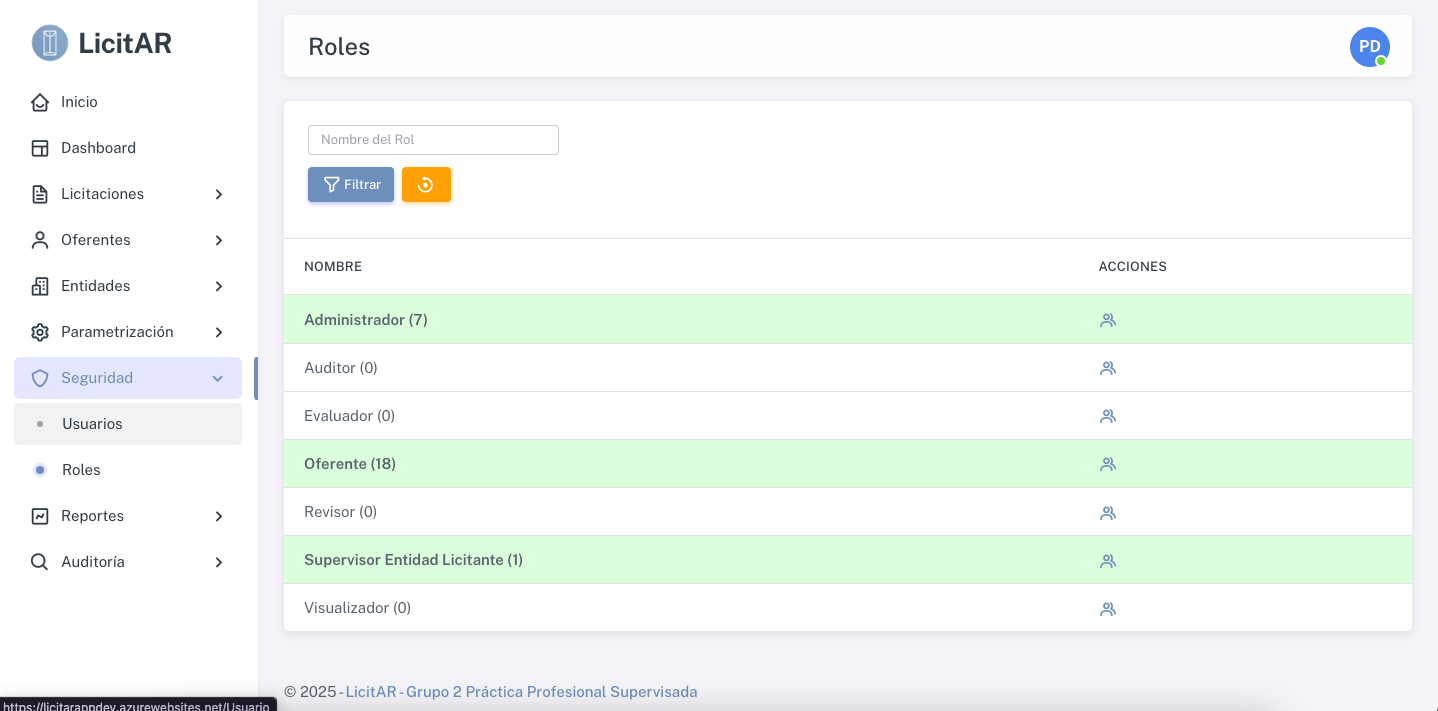 LicitAR
Roles
PD
Inicio
Dashboard
Licitaciones
Oferentes
Entidades
Parametrización
Seguridad
Usuarios
Roles
Reportes
Auditoría
Nombre del Rol
Filtrar
NOMBRE ACCIONES
Administrador (7)
Auditor (0)
Evaluador (0)
Oferente (18)
Revisor (0)
Supervisor Entidad Licitante (1)
Visualizador (0)
© 2025 - LicitAR - Grupo 2 Práctica Profesional Supervisada
https://licitarappdev.azurewebsites.net/Usuario